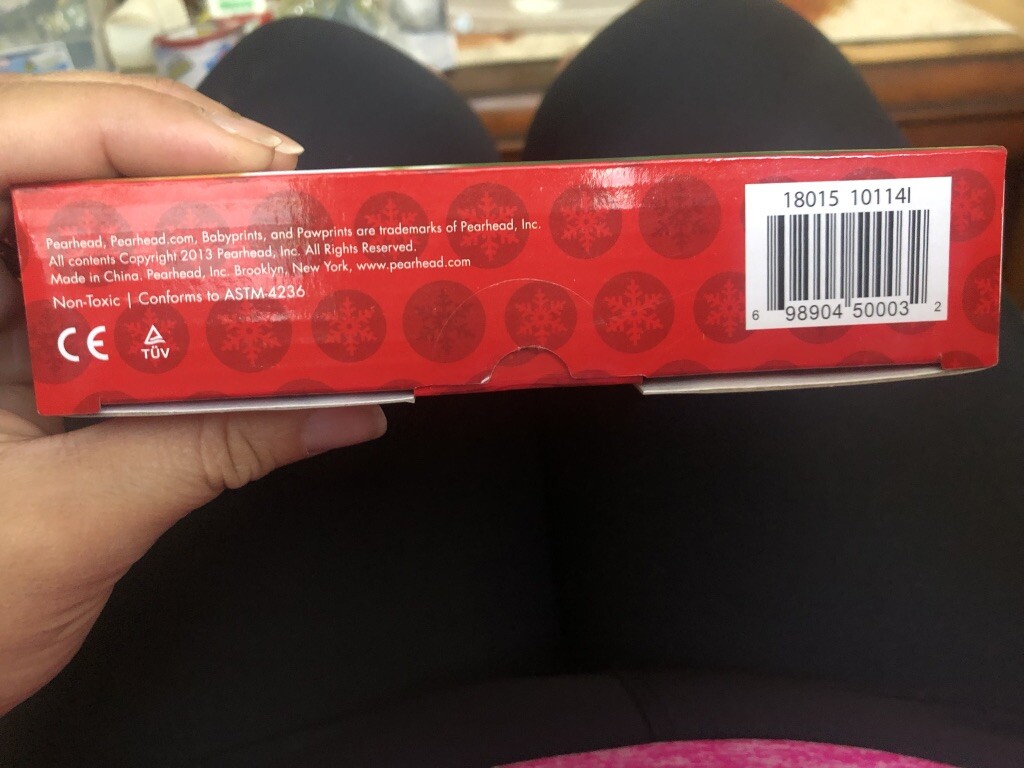 Pearhead, Pearhead.com, Babyprints, and Pawprints are trademarks of Pearhead, Inc.
All contents Copyright 2013 Pearhead, Inc. All Rights Reserved.
Made in China. Pearhead, Inc. Brooklyn, New York, www.pearhead.com
Non-Toxic | Conforms to ASTM-4236
CE TÜV
18015 10114I
6 98904 50003 2